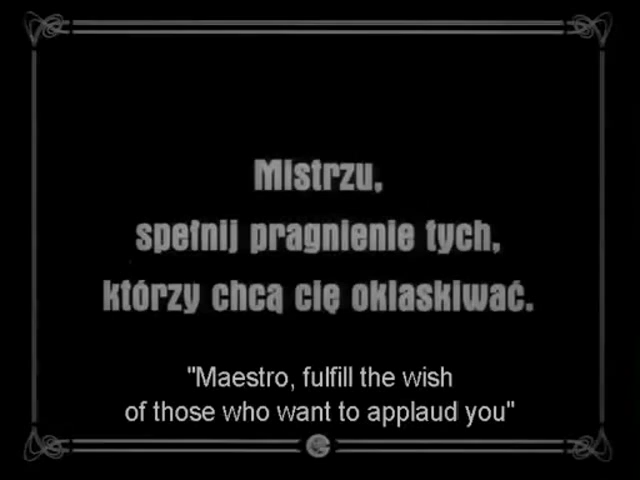 Mistrzu,
spełnij pragnienie tych,
którzy chcą cię oklaskiwać.
"Maestro, fulfill the wish
of those who want to applaud you"